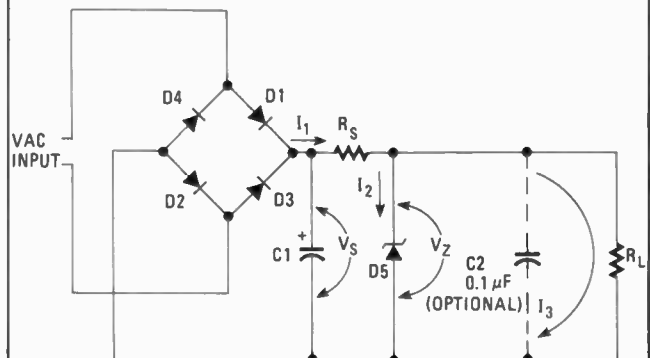 D4
D1
I1
RS
VAC
INPUT
I2
D2
D3
+
C1
VS
D5
VZ
C2
0.1 µF
(OPTIONAL)
I3
RL